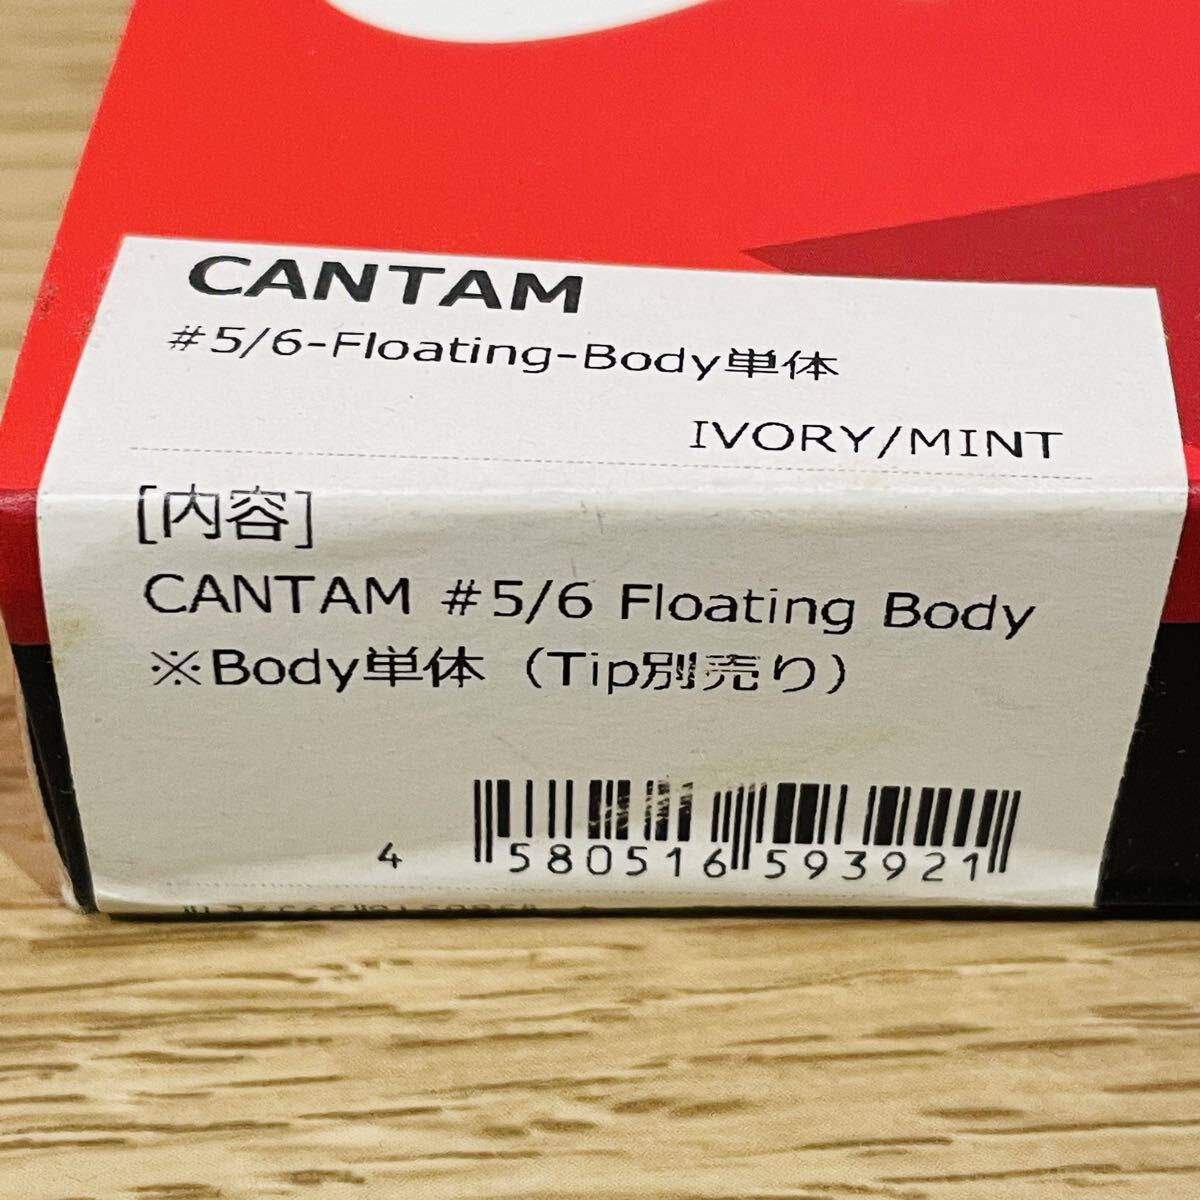 CANTAM
#5/6-Floating-Body単体
IVORY/MINT
[内容]
CANTAM #5/6 Floating Body
※Body単体（Tip別売り）
4 580516 593921